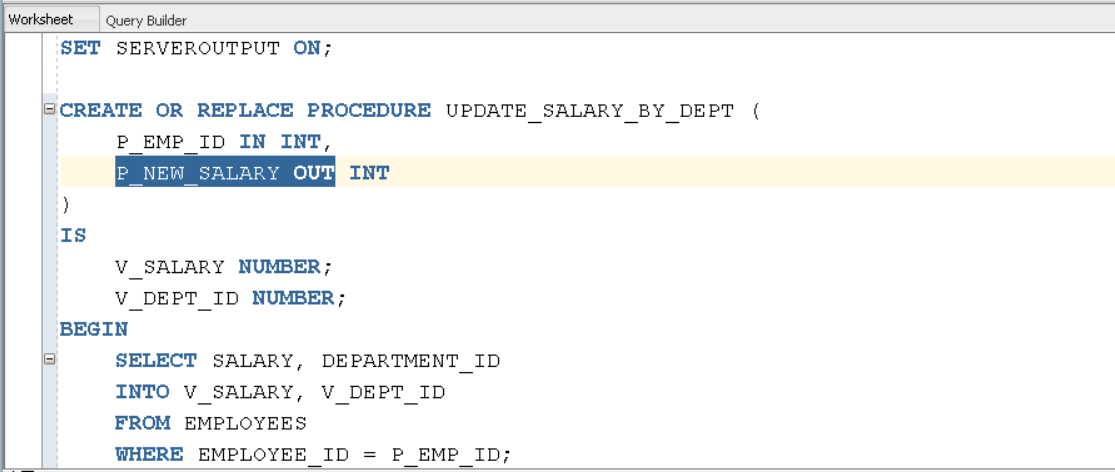 Worksheet Query Builder
SET SERVEROUTPUT ON;
CREATE OR REPLACE PROCEDURE UPDATE_SALARY_BY_DEPT (
P_EMP_ID IN INT,
P_NEW_SALARY OUT INT
)
IS
V_SALARY NUMBER;
V_DEPT_ID NUMBER;
BEGIN
SELECT SALARY, DEPARTMENT_ID
INTO V_SALARY, V_DEPT_ID
FROM EMPLOYEES
WHERE EMPLOYEE_ID = P_EMP_ID;